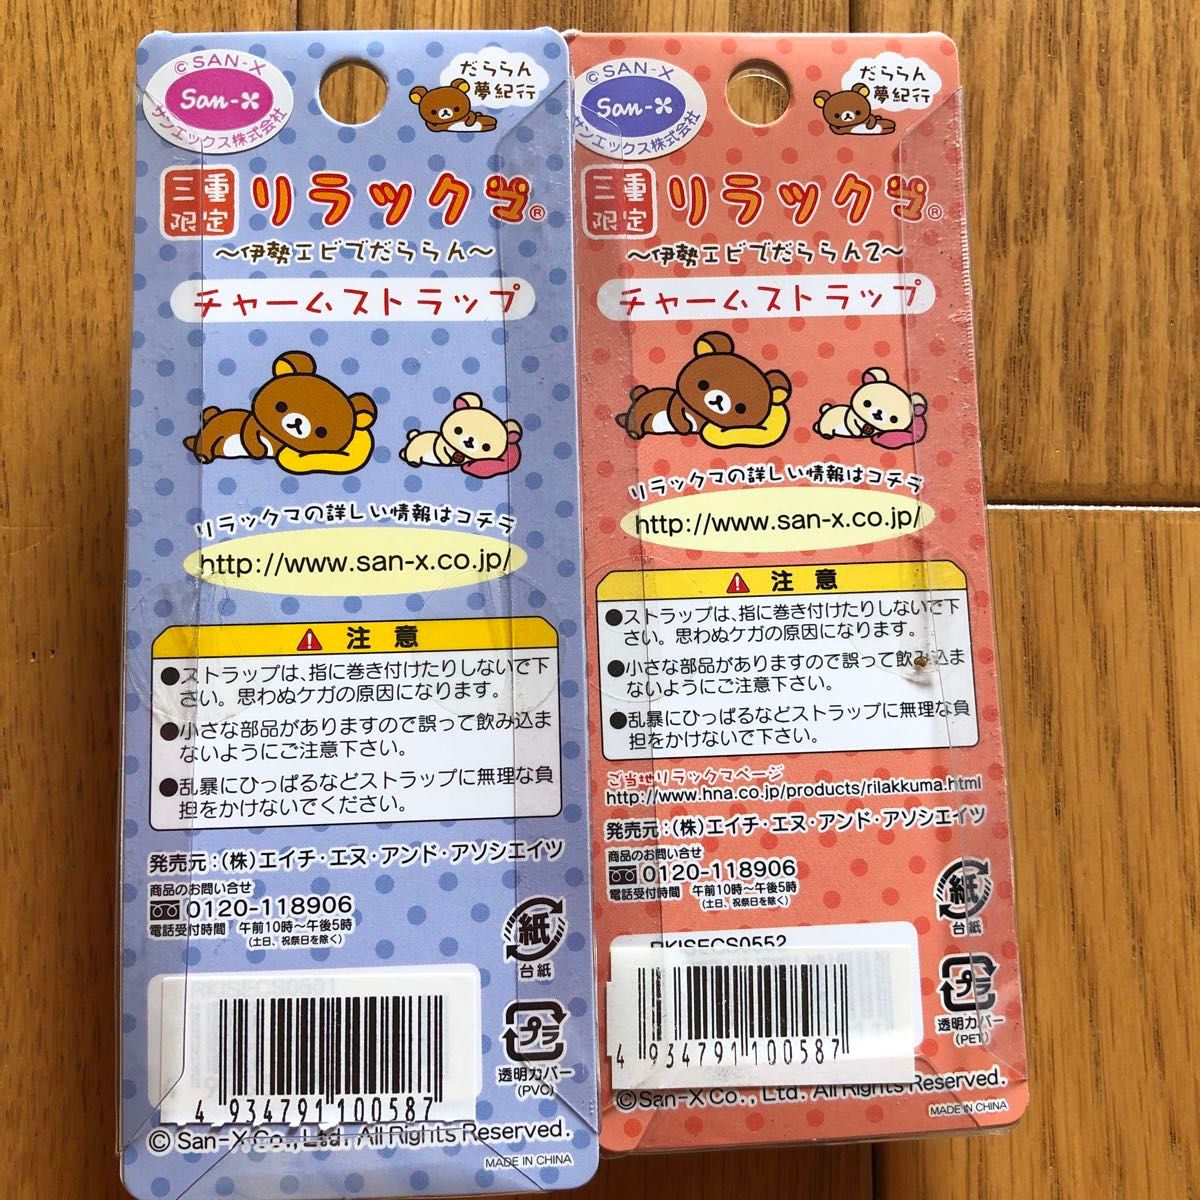 © SAN-X
San-X
サンエックス株式会社
だららん
夢紀行
三重
限定
リラックマ®
～伊勢エビでだららん～
チャームストラップ
リラックマの詳しい情報はコチラ
http://www.san-x.co.jp/
注意
●ストラップは、指に巻き付けたりしないで下
さい。思わぬケガの原因になります。
●小さな部品がありますので誤って飲み込ま
ないようにご注意下さい。
●乱暴にひっぱるなどストラップに無理な負
担をかけないでください。
発売元:(株)エイチ・エヌ・アンド・アソシエイツ
商品のお問い合せ
0120-118906
電話受付時間 午前10時～午後5時
(土日、祝祭日を除く)
紙
台紙
プラ
透明カバー
(PVC)
4 934791 100587
©San-X Co., Ltd. All Rights Reserved.
MADE IN CHINA
© SAN-X
San-X
サンエックス株式会社
だららん
夢紀行
三重
限定
リラックマ®
～伊勢エビでだららん2～
チャームストラップ
リラックマの詳しい情報はコチラ
http://www.san-x.co.jp/
注意
●ストラップは、指に巻き付けたりしないで下
さい。思わぬケガの原因になります。
●小さな部品がありますので誤って飲み込ま
ないようにご注意下さい。
●乱暴にひっぱるなどストラップに無理な負
担をかけないで下さい。
ご当地リラックマページ
http://www.hna.co.jp/products/rilakkuma.html
発売元:(株)エイチ・エヌ・アンド・アソシエイツ
商品のお問い合せ
0120-118906
電話受付時間 午前10時～午後5時
(土日、祝祭日を除く)
紙
台紙
RKISECS0552
プラ
透明カバー
(PET)
4 934791 100587
©San-X Co., Ltd. All Rights Reserved.
MADE IN CHINA